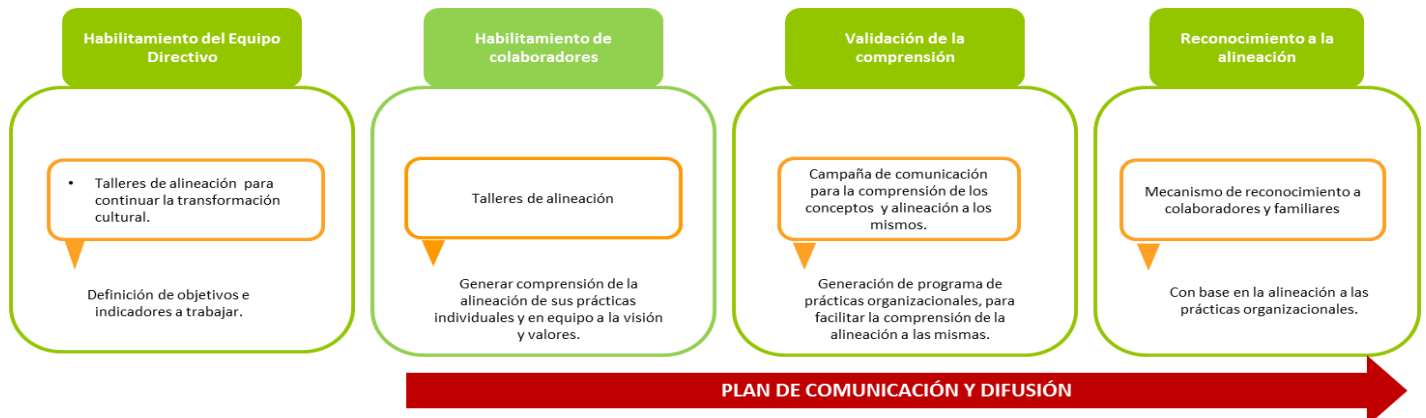 Habilitamiento del Equipo
Directivo
• Talleres de alineación para
continuar la transformación
cultural.
Definición de objetivos e
indicadores a trabajar.
Habilitamiento de
colaboradores
Talleres de alineación
Generar comprensión de la
alineación de sus prácticas
individuales y en equipo a la visión
y valores.
Validación de la
comprensión
Campaña de comunicación
para la comprensión de los
conceptos y alineación a los
mismos.
Generación de programa de
prácticas organizacionales, para
facilitar la comprensión de la
alineación a las mismas.
Reconocimiento a la
alineación
Mecanismo de reconocimiento a
colaboradores y familiares
Con base en la alineación a las
prácticas organizacionales.
PLAN DE COMUNICACIÓN Y DIFUSIÓN